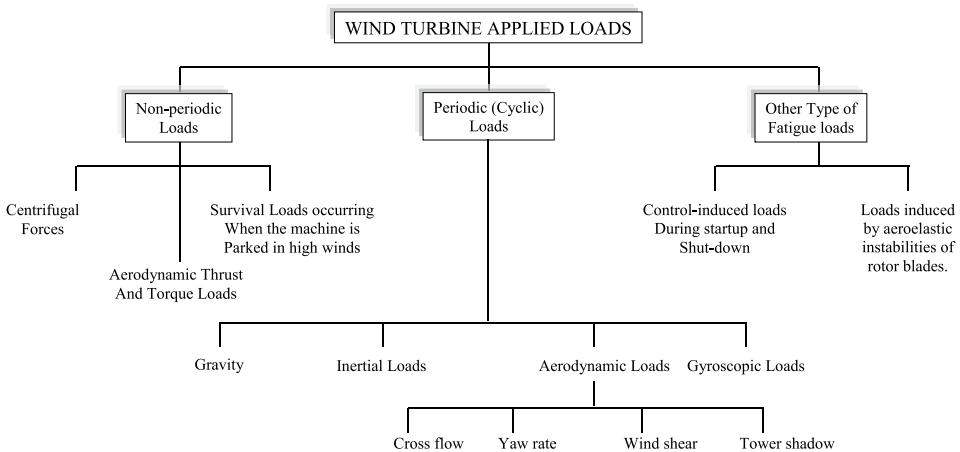 WIND TURBINE APPLIED LOADS
Non-periodic
Loads
Periodic (Cyclic)
Loads
Other Type of
Fatigue loads
Centrifugal
Forces
Survival Loads occurring
When the machine is
Parked in high winds
Aerodynamic Thrust
And Torque Loads
Control-induced loads
During startup and
Shut-down
Loads induced
by aeroelastic
instabilities of
rotor blades.
Gravity
Inertial Loads
Aerodynamic Loads
Gyroscopic Loads
Cross flow
Yaw rate
Wind shear
Tower shadow